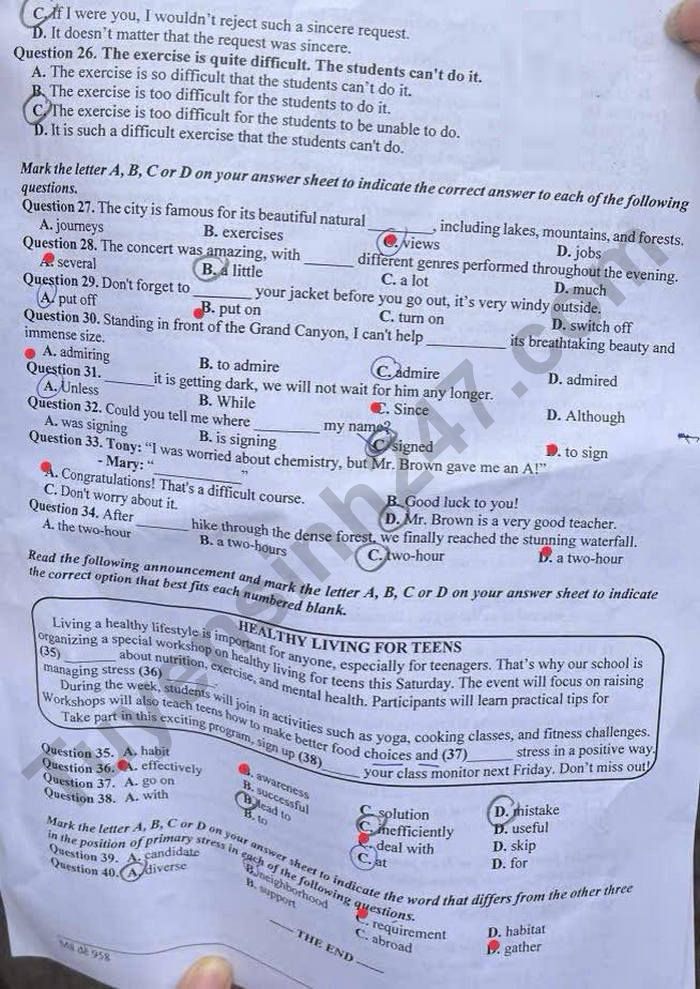 C. If I were you, I wouldn't reject such a sincere request.
D. It doesn't matter that the request was sincere.
Question 26. The exercise is quite difficult. The students can't do it.
A. The exercise is so difficult that the students can't do it.
B. The exercise is too difficult for the students to do it.
C. The exercise is too difficult for the students to be unable to do.
D. It is such a difficult exercise that the students can't do.
Mark the letter A, B, C or D on your answer sheet to indicate the correct answer to each of the following
questions.
Question 27. The city is famous for its beautiful natural ______, including lakes, mountains, and forests.
A. journeys B. exercises C. views D. jobs
Question 28. The concert was amazing, with ______ different genres performed throughout the evening.
A. several B. a little C. a lot D. much
Question 29. Don't forget to ______ your jacket before you go out, it's very windy outside.
A. put off B. put on C. turn on D. switch off
Question 30. Standing in front of the Grand Canyon, I can't help ______ its breathtaking beauty and
immense size.
A. admiring B. to admire C. admire D. admired
Question 31. ______ it is getting dark, we will not wait for him any longer.
A. Unless B. While C. Since D. Although
Question 32. Could you tell me where ______ my name?
A. was signing B. is signing C. signed D. to sign
Question 33. Tony: "I was worried about chemistry, but Mr. Brown gave me an A!"
- Mary: "______"
A. Congratulations! That's a difficult course. B. Good luck to you!
C. Don't worry about it. D. Mr. Brown is a very good teacher.
Question 34. After ______ hike through the dense forest, we finally reached the stunning waterfall.
A. the two-hour B. a two-hours C. two-hour D. a two-hour
Read the following announcement and mark the letter A, B, C or D on your answer sheet to indicate
the correct option that best fits each numbered blank.
HEALTHY LIVING FOR TEENS
Living a healthy lifestyle is important for anyone, especially for teenagers. That's why our school is
organizing a special workshop on healthy living for teens this Saturday. The event will focus on raising
(35) ______ about nutrition, exercise, and mental health. Participants will learn practical tips for
managing stress (36) ______
During the week, students will join in activities such as yoga, cooking classes, and fitness challenges.
Workshops will also teach teens how to make better food choices and (37)______ stress in a positive way.
Take part in this exciting program, sign up (38)______ your class monitor next Friday. Don't miss out!
Question 35. A. habit B. awareness C. solution D. mistake
Question 36. A. effectively B. successful C. inefficiently D. useful
Question 37. A. go on B. lead to C. deal with D. skip
Question 38. A. with B. to C. at D. for
Mark the letter A, B, C or D on your answer sheet to indicate the word that differs from the other three
in the position of primary stress in each of the following questions.
Question 39. A. candidate B. neighborhood C. requirement D. habitat
Question 40. A. diverse B. support C. abroad D. gather
---- THE END ----
Mã đề 958
Tuyensinh247.com